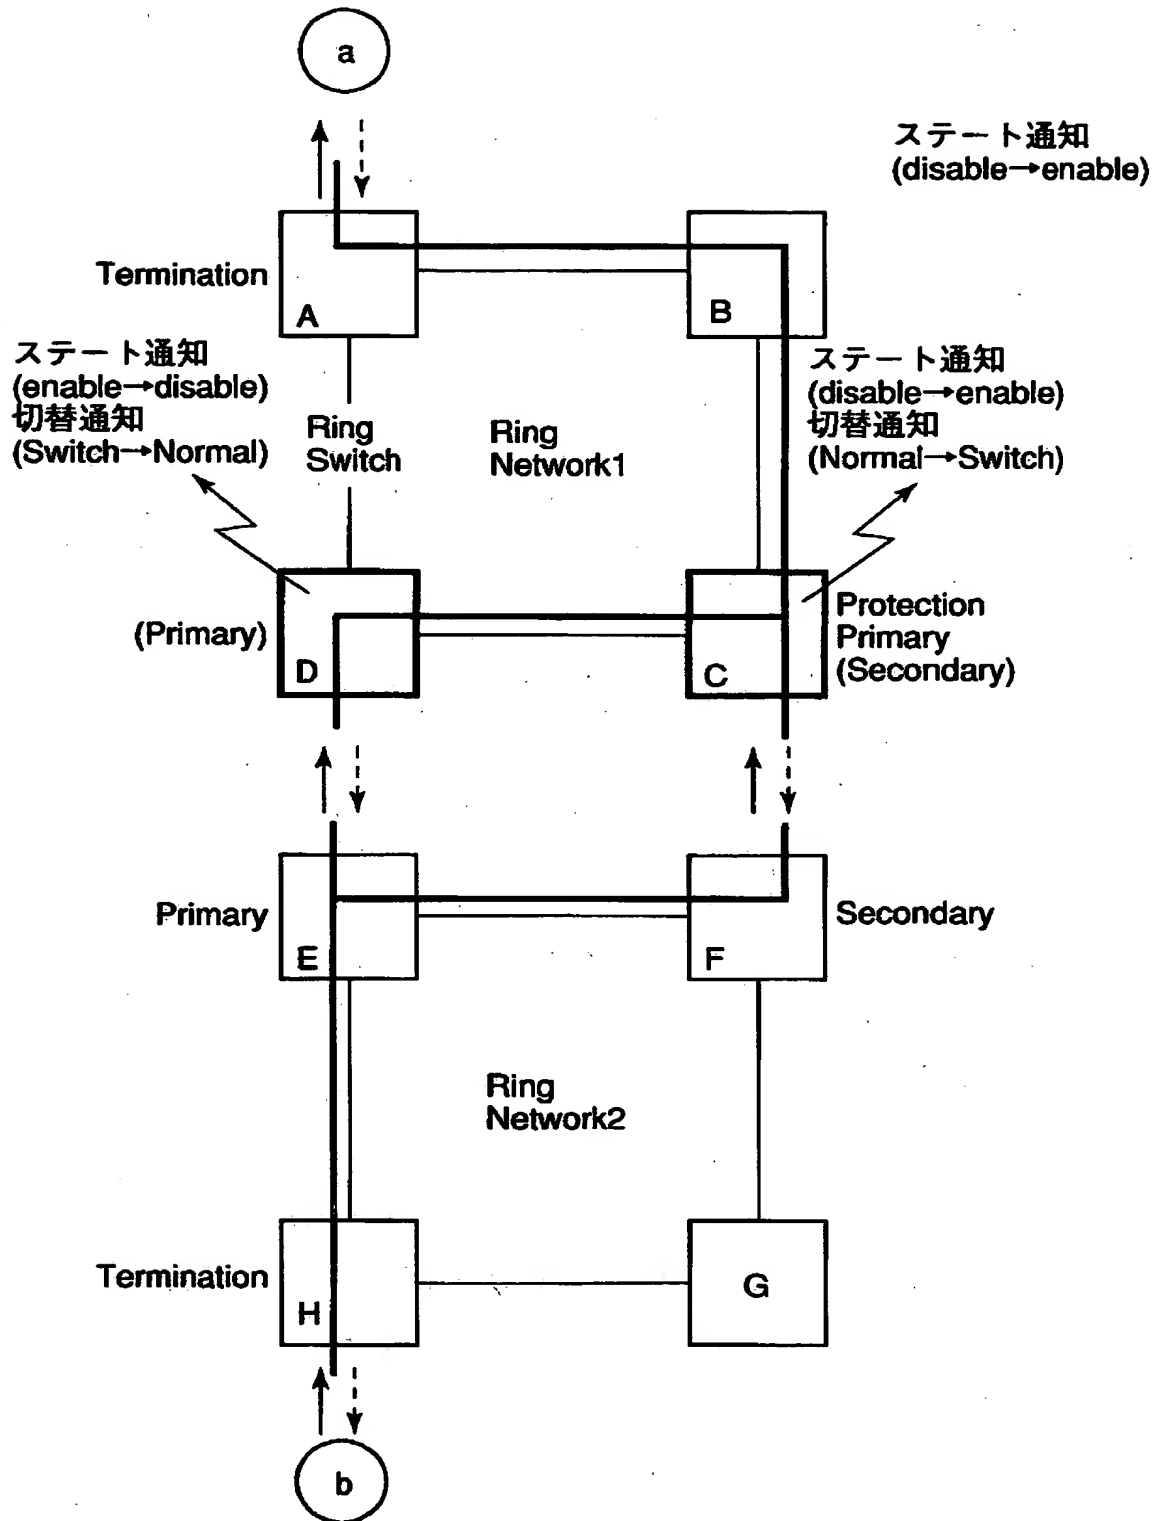 a
ステート通知
(disable→enable)
Termination
A
B
ステート通知
(enable→disable)
切替通知
(Switch→Normal)
Ring
Switch
Ring
Network1
ステート通知
(disable→enable)
切替通知
(Normal→Switch)
(Primary)
D
C
Protection
Primary
(Secondary)
Primary
E
F
Secondary
Ring
Network2
Termination
H
G
b